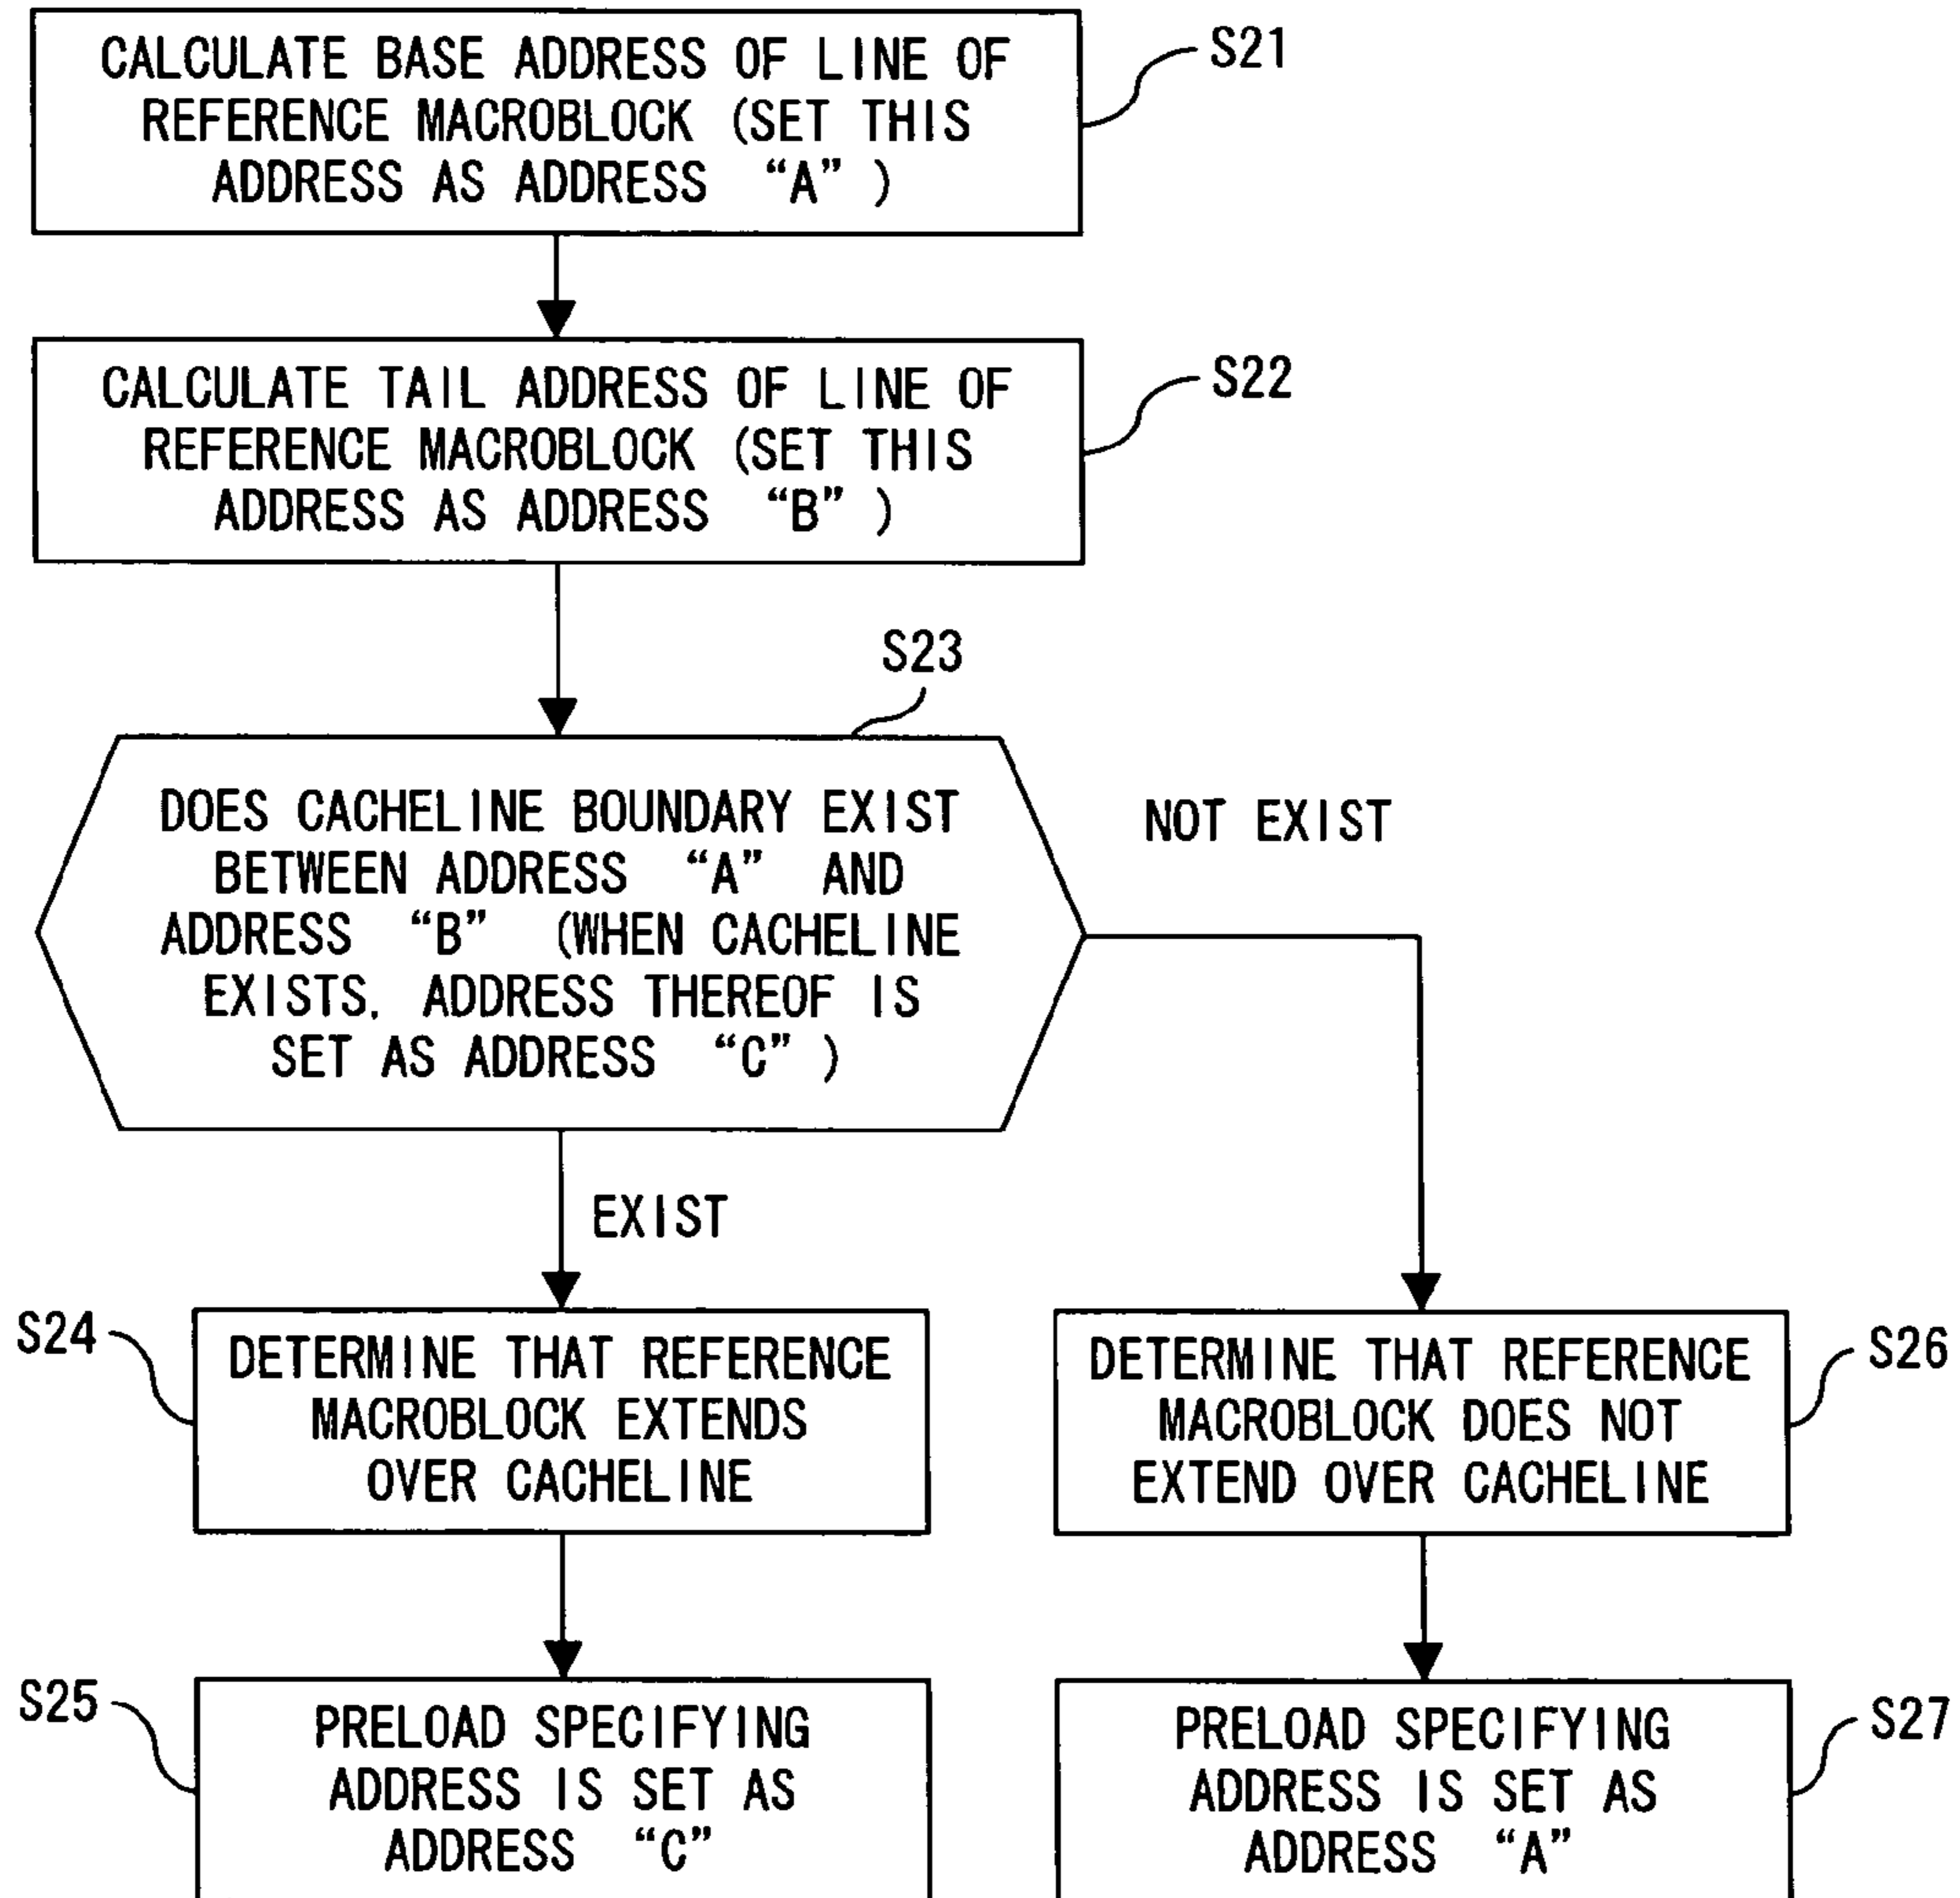 CALCULATE BASE ADDRESS OF LINE OF
REFERENCE MACROBLOCK (SET THIS
ADDRESS AS ADDRESS “A” )
S21
CALCULATE TAIL ADDRESS OF LINE OF
REFERENCE MACROBLOCK (SET THIS
ADDRESS AS ADDRESS “B” )
S22
S23
DOES CACHELINE BOUNDARY EXIST
BETWEEN ADDRESS “A” AND
ADDRESS “B” (WHEN CACHELINE
EXISTS, ADDRESS THEREOF IS
SET AS ADDRESS “C” )
NOT EXIST
EXIST
S24
DETERMINE THAT REFERENCE
MACROBLOCK EXTENDS
OVER CACHELINE
DETERMINE THAT REFERENCE
MACROBLOCK DOES NOT
EXTEND OVER CACHELINE
S26
S25
PRELOAD SPECIFYING
ADDRESS IS SET AS
ADDRESS “C”
PRELOAD SPECIFYING
ADDRESS IS SET AS
ADDRESS “A”
S27